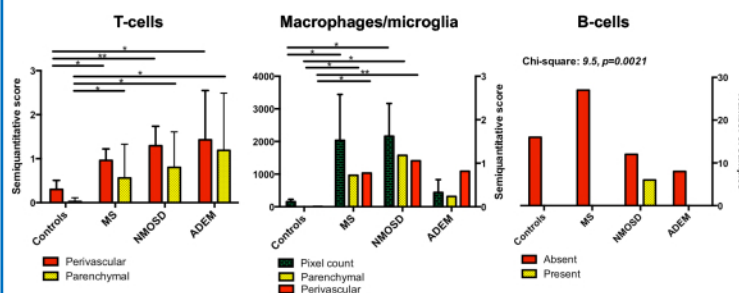 T-cells
Macrophages/microglia
B-cells
Chi-square: 9.5, p=0.0021
* ** * * * *
* * * * ** *
Semiquantitative score
3
2
1
0
Controls
MS
NMOSD
ADEM
Perivascular
Parenchymal
4000
3000
2000
1000
0
3
2
1
0
Semiquantitative score
Controls
MS
NMOSD
ADEM
Pixel count
Parenchymal
Perivascular
30
20
10
0
Controls
MS
NMOSD
ADEM
Absent
Present